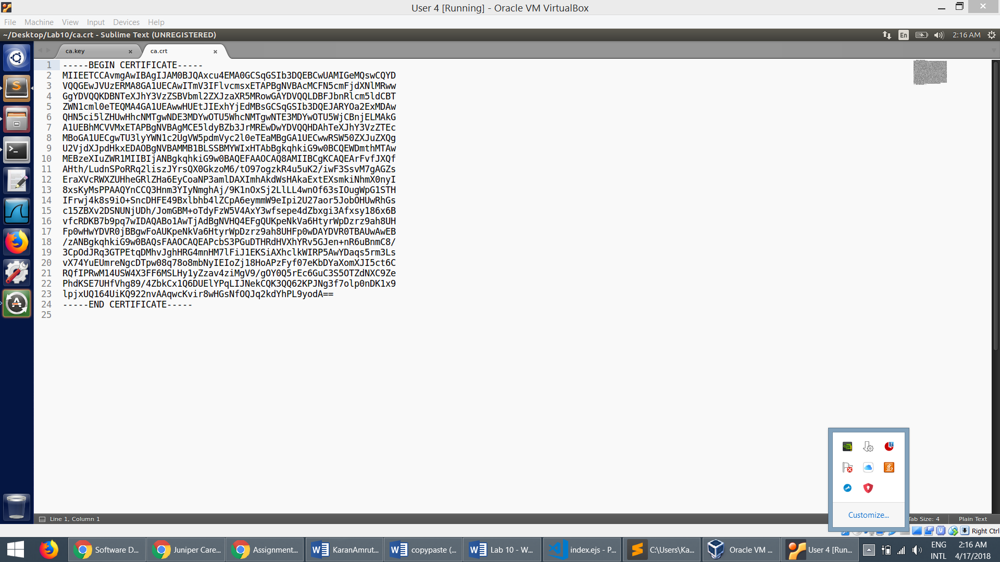 User 4 [Running] - Oracle VM VirtualBox
File Machine View Input Devices Help
~/Desktop/Lab10/ca.crt - Sublime Text (UNREGISTERED)
En 2:16 AM
ca.key ca.crt
1 -----BEGIN CERTIFICATE-----
2 MIIEETCCAvmgAwIBAgIJAM0BJQAxcu4EMA0GCSqGSIb3DQEBCwUAMIGeMQswCQYD
3 VQQGEwJVUzERMA8GA1UECAwITmV3IFlvcmsxETAPBgNVBAcMCFN5cmFjdXNlMRww
4 GgYDVQQKDBNTeXJhY3VzZSBVbml2ZXJzaXR5MRowGAYDVQQLDBFJbnRlcm5ldCBT
5 ZWN1cml0eTEQMA4GA1UEAwwHUEtJIExhYjEdMBsGCSqGSIb3DQEJARYOa2ExMDAw
6 QHN5ci5lZHUwHhcNMTgwNDE3MDYwOTU5WhcNMTgwNTE3MDYwOTU5WjCBnjELMAkG
7 A1UEBhMCVVMxETAPBgNVBAgMCE5ldyBZb3JrMREwDwYDVQQHDAhTeXJhY3VzZTEc
8 MBoGA1UECgwTU3lyYWN1c2UgVW5pdmVyc2l0eTEaMBgGA1UECwwRSW50ZXJuZXQg
9 U2VjdXJpdHkxEDAOBgNVBAMMB1BLSSBMYWIxHTAbBgkqhkiG9w0BCQEWDmthMTAw
10 MEBzeXIuZWR1MIIBIjANBgkqhkiG9w0BAQEFAAOCAQ8AMIIBCgKCAQEArFvfJXQf
11 AHth/LudnSPoRRq2liszJYrsQX0GkzoM6/tO97ogzkR4u5uK2/iwF3SsvM7gAGZs
12 EraXVcRWXZUHheGRlZHa6EyCoaNP3amlDAXImhAkdWsHAkaExtEXsmkiNhmX0nyI
13 8xsKyMsPPAAQYnCCQ3Hnm3YIyNmghAj/9K1nOxSj2LlLL4wnOf63sIOugWpG1STH
14 IFrwj4k8s9iO+SncDHFE49Bxlbhb4lZCpA6eymmW9eIpi2U27aor5JobOHUwRhGs
15 c15ZBXv2DSNUNjUDh/JomGBM+oTdyFzW5V4AxY3wfsepe4dZbxgi3Afxsy186x6B
16 vfcRDKB7b9pq7wIDAQABo1AwTjAdBgNVHQ4EFgQUKpeNkVa6HtyrWpDzrz9ah8UH
17 Fp0wHwYDVR0jBBgwFoAUKpeNkVa6HtyrWpDzrz9ah8UHFp0wDAYDVR0TBAUwAwEB
18 /zANBgkqhkiG9w0BAQsFAAOCAQEAPcbS3PGuDTHRdHVXhYRv5GJen+nR6uBnmC8/
19 3CpOdJRq3GTPEtqDMhvJghHRG4mnHM7lFiJ1EKSiAXhclkWIRP5AwYDaqs5rm3Ls
20 vX74YuEUmreNgcDTpw08q78o8mbNyIEIoZj18HoAPzFyf07eKbDYaXomXJI5ct6C
21 RQfIPRwM14USW4X3FF6MSLHy1yZzav4ziMgV9/gOY0Q5rEc6GuC3S5OTZdNXC9Ze
22 PhdKSE7UHfVhg89/4ZbkCx1Q6DUElYPqLIJNekCQK3QQ62KPJNg3f7olp0nDK1x9
23 lpjxUQ164UiKQ922nvAAqwcKvir8wHGsNfOQJq2kdYhPL9yodA==
24 -----END CERTIFICATE-----
25
Customize...
Line 1, Column 1
Tab Size: 4 Plain Text
Right Ctrl
Software D...
Juniper Care...
Assignment...
KaranAmrut...
copypaste (...
Lab 10 - W...
index.ejs - P...
C:\Users\Ka...
Oracle VM ...
User 4 [Run...
ENG
INTL
2:16 AM
4/17/2018